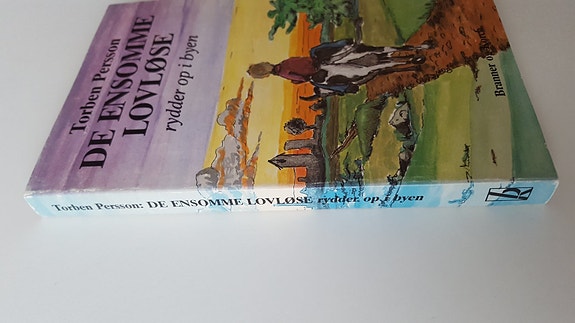 Torben Persson
DE ENSOMME
LOVLØSE
rydder op i byen
Branner og Korch
Torben Persson: DE ENSOMME LOVLØSE rydder op i byen